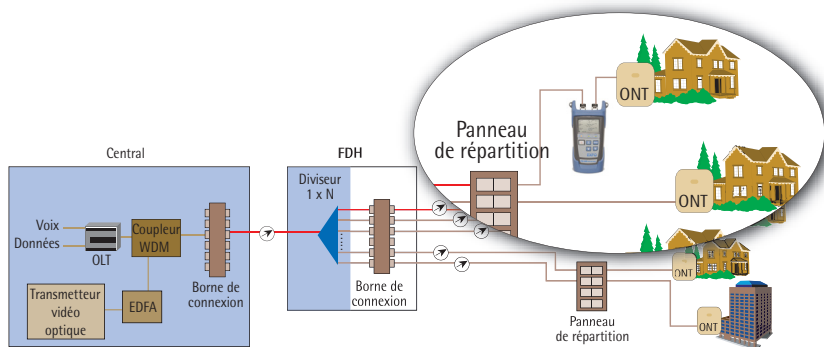 Central
Voix
Données
OLT
Coupleur
WDM
Transmetteur
vidéo
optique
EDFA
Borne de
connexion
FDH
Diviseur
1 x N
Borne de
connexion
Panneau
de répartition
ONT
ONT
ONT
ONT
Panneau
de répartition